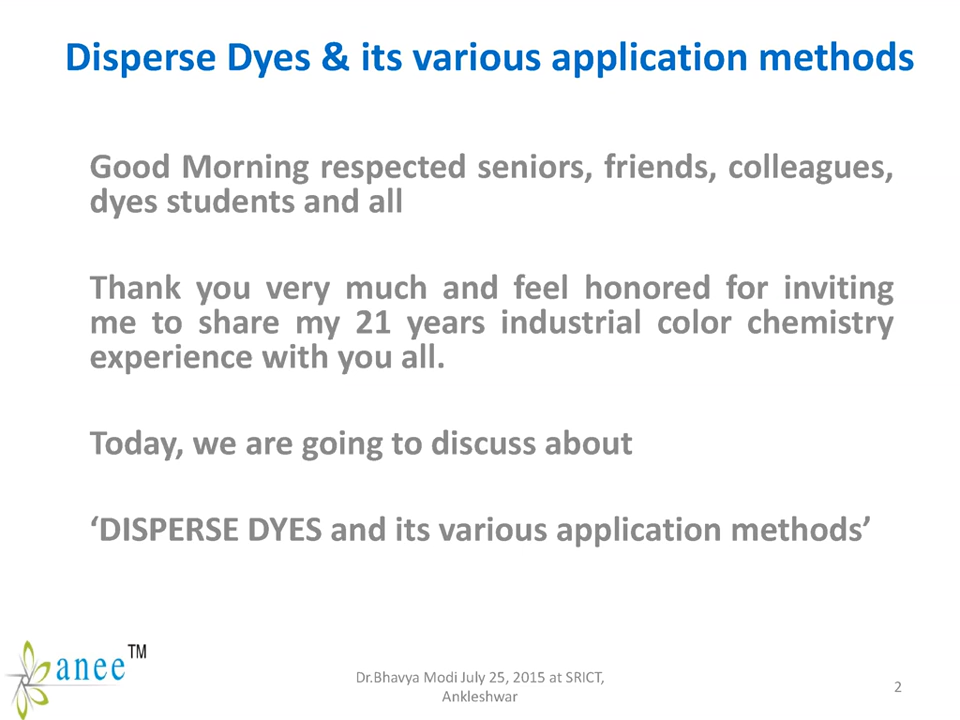 Disperse Dyes & its various application methods
Good Morning respected seniors, friends, colleagues,
dyes students and all
Thank you very much and feel honored for inviting
me to share my 21 years industrial color chemistry
experience with you all.
Today, we are going to discuss about
‘DISPERSE DYES and its various application methods’
anee TM
Dr.Bhavya Modi July 25, 2015 at SRICT,
Ankleshwar
2